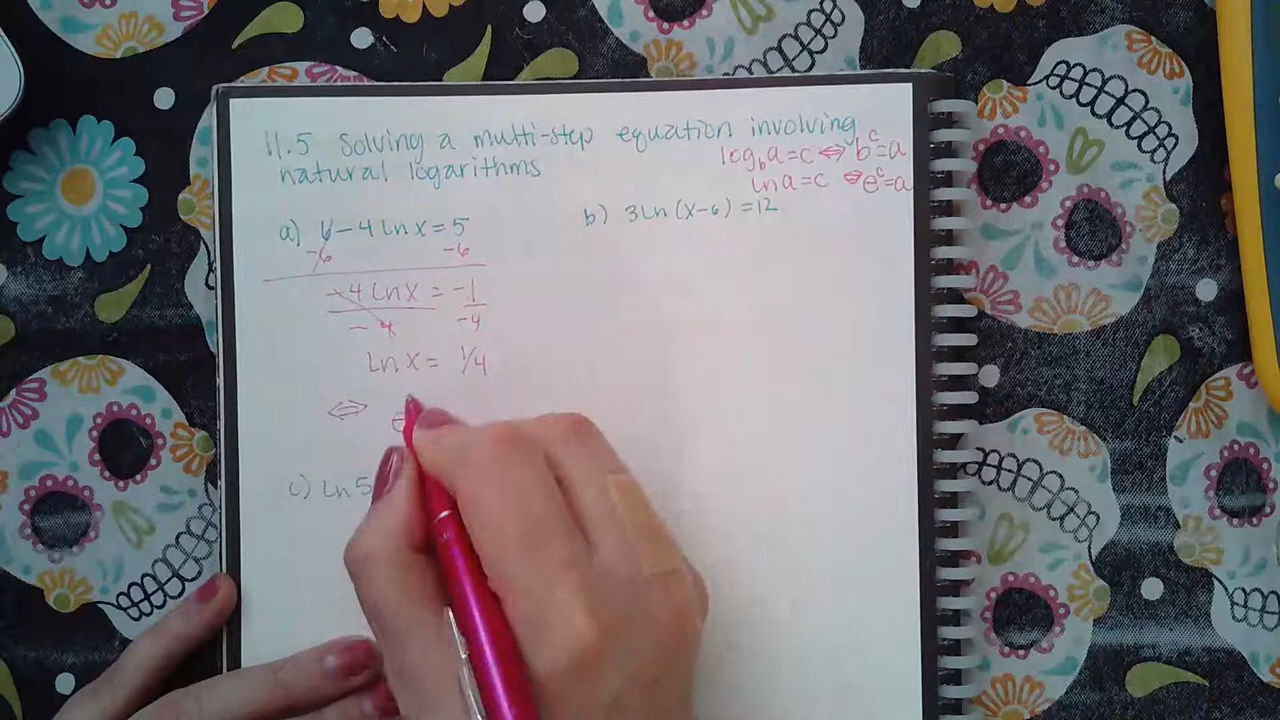 11.5 Solving a multi-step equation involving
natural logarithms
log_b a = c ⇔ b^c = a
ln a = c ⇔ e^c = a
a) 6 - 4 ln x = 5
-6 -6
-4 ln x = -1
-4 -4
ln x = 1/4
⇔ e
b) 3 ln (x-6) = 12
c) ln 5